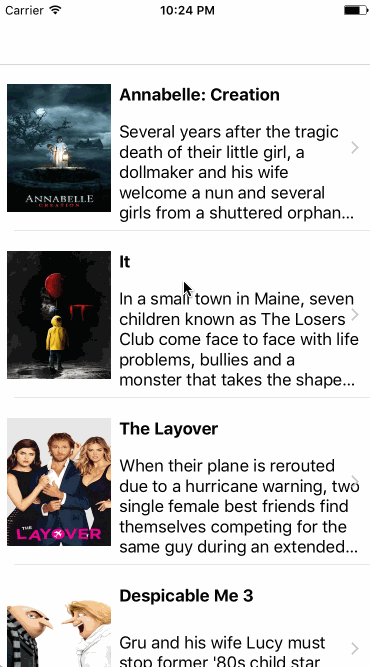 Carrier 10:24 PM
Annabelle: Creation
Several years after the tragic
death of their little girl, a
dollmaker and his wife
welcome a nun and several
girls from a shuttered orphan...
ANNABELLE
CREATION
It
In a small town in Maine, seven
children known as The Losers
Club come face to face with life
problems, bullies and a
monster that takes the shape...
The Layover
When their plane is rerouted
due to a hurricane warning, two
single female best friends find
themselves competing for the
same guy during an extended...
THE
LAYOVER
Despicable Me 3
Gru and his wife Lucy must
stop former '80s child star